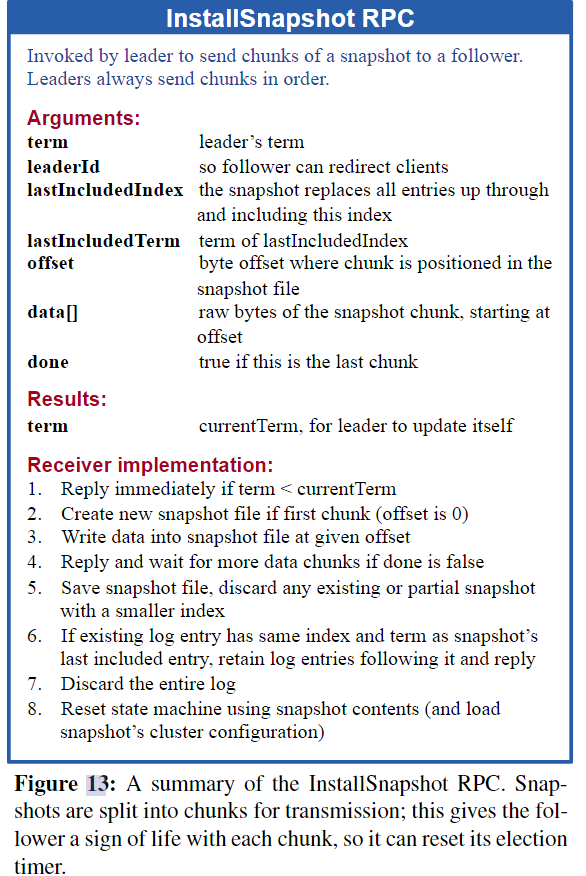 InstallSnapshot RPC
Invoked by leader to send chunks of a snapshot to a follower.
Leaders always send chunks in order.
Arguments:
term leader's term
leaderId so follower can redirect clients
lastIncludedIndex the snapshot replaces all entries up through
and including this index
lastIncludedTerm term of lastIncludedIndex
offset byte offset where chunk is positioned in the
snapshot file
data[] raw bytes of the snapshot chunk, starting at
offset
done true if this is the last chunk
Results:
term currentTerm, for leader to update itself
Receiver implementation:
1. Reply immediately if term < currentTerm
2. Create new snapshot file if first chunk (offset is 0)
3. Write data into snapshot file at given offset
4. Reply and wait for more data chunks if done is false
5. Save snapshot file, discard any existing or partial snapshot
with a smaller index
6. If existing log entry has same index and term as snapshot's
last included entry, retain log entries following it and reply
7. Discard the entire log
8. Reset state machine using snapshot contents (and load
snapshot's cluster configuration)
Figure 13: A summary of the InstallSnapshot RPC. Snap-
shots are split into chunks for transmission; this gives the fol-
lower a sign of life with each chunk, so it can reset its election
timer.